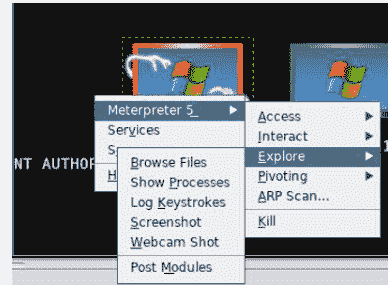 Meterpreter 5
Services
S
H
NT AUTHOR
Access
Interact
Explore
Pivoting
ARP Scan...
Kill
Browse Files
Show Processes
Log Keystrokes
Screenshot
Webcam Shot
Post Modules